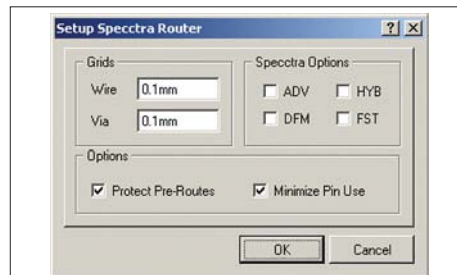 Setup Specctra Router
Grids
Wire 0.1mm
Via 0.1mm
Specctra Options
ADV HYB
DFM FST
Options
Protect Pre-Routes Minimize Pin Use
OK Cancel